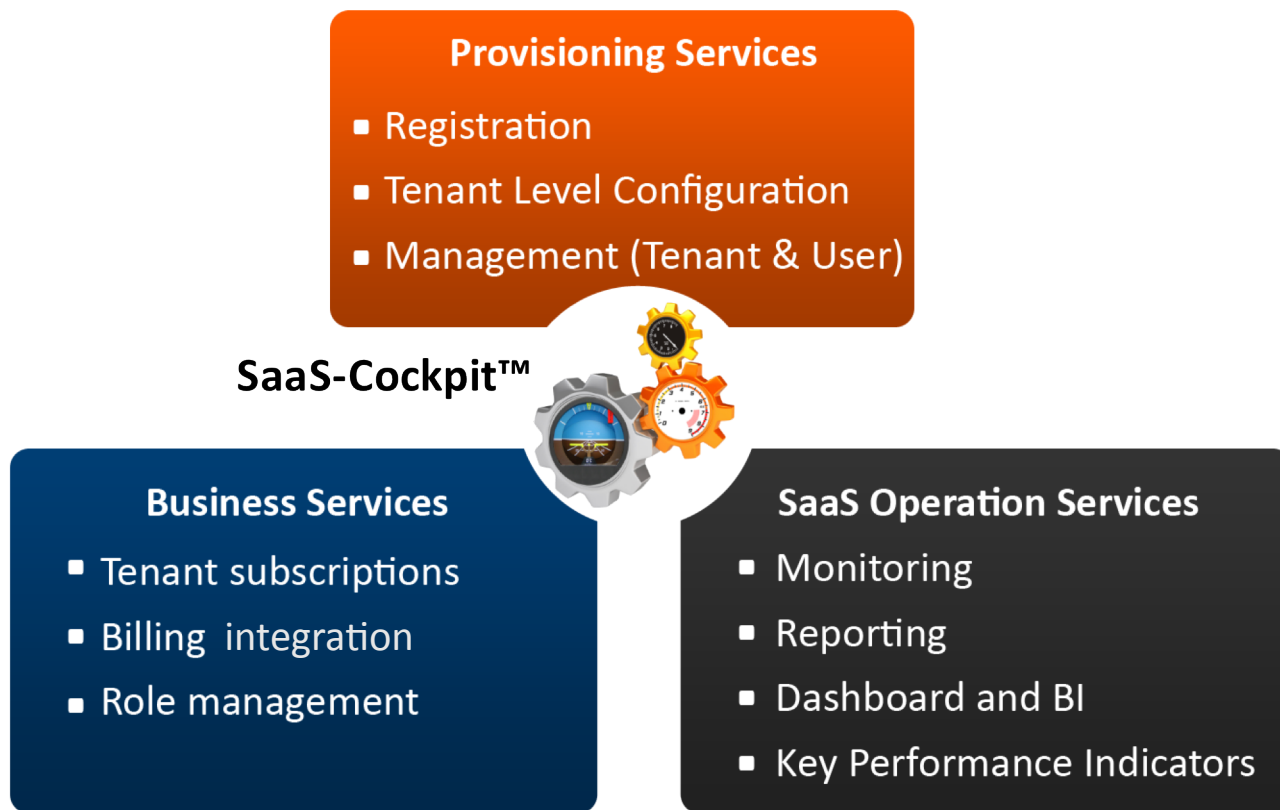 Provisioning Services
▪ Registration
▪ Tenant Level Configuration
▪ Management (Tenant & User)
SaaS-Cockpit™
Business Services
▪ Tenant subscriptions
▪ Billing integration
▪ Role management
SaaS Operation Services
▪ Monitoring
▪ Reporting
▪ Dashboard and BI
▪ Key Performance Indicators